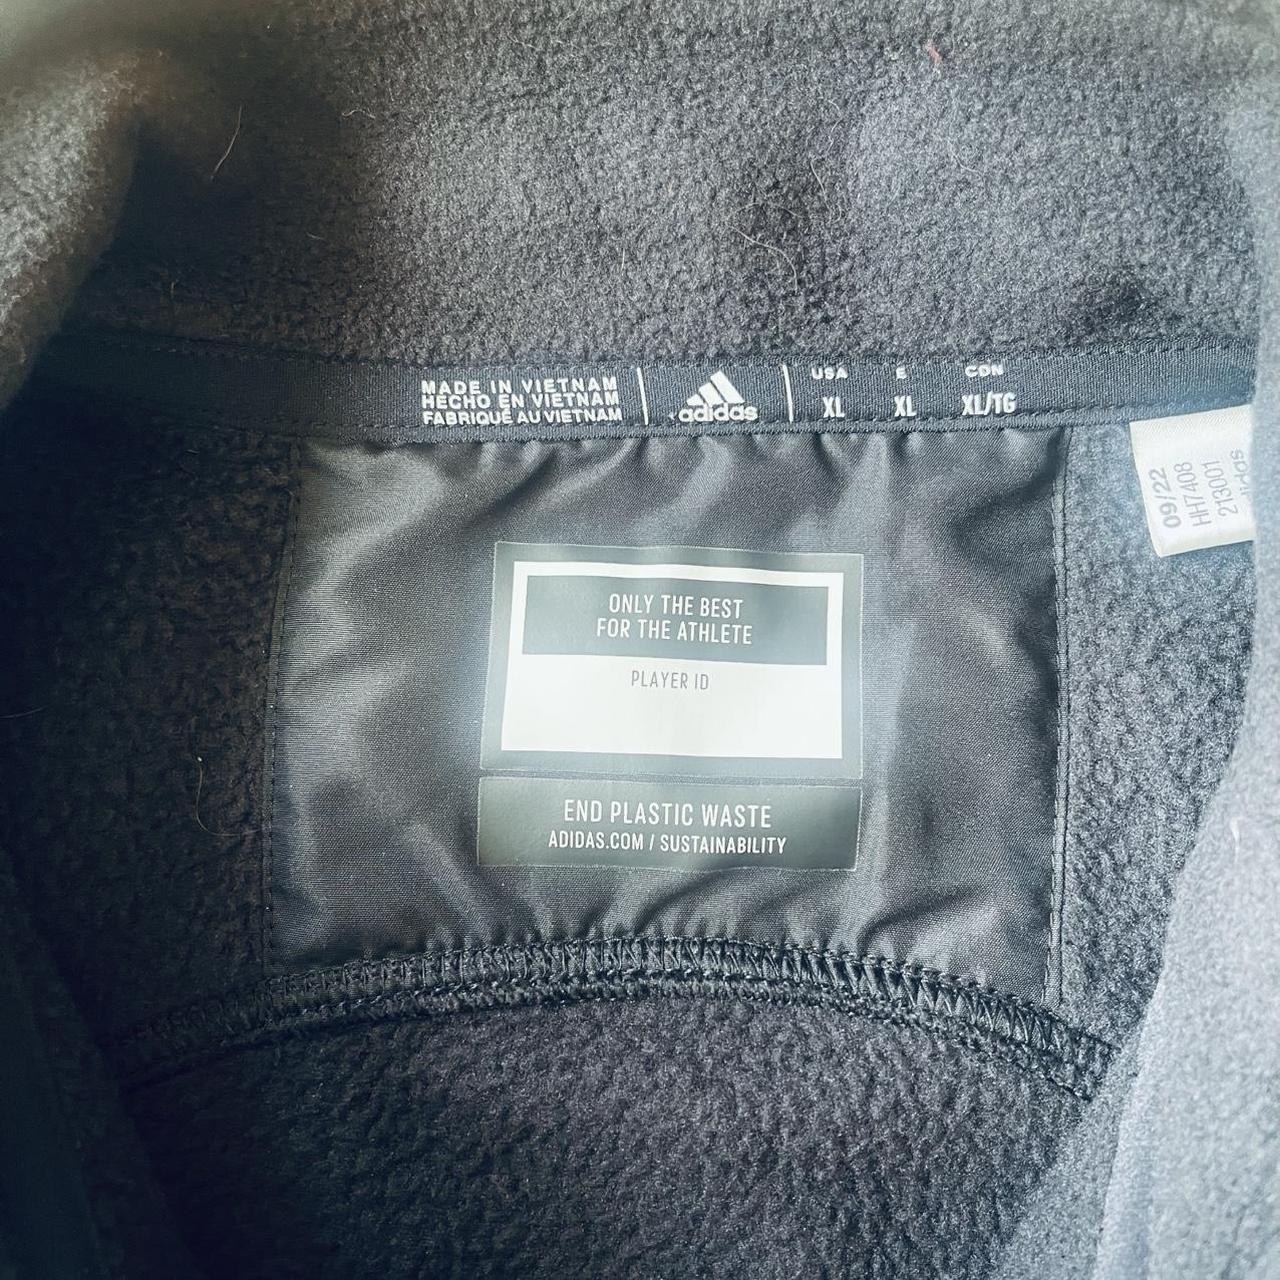 MADE IN VIETNAM
HECHO EN VIETNAM
FABRIQUÉ AU VIETNAM
adidas
USA E CDN
XL XL XL/TG
09/22
HH7408
213001
adidas
ONLY THE BEST
FOR THE ATHLETE
PLAYER ID
END PLASTIC WASTE
ADIDAS.COM / SUSTAINABILITY